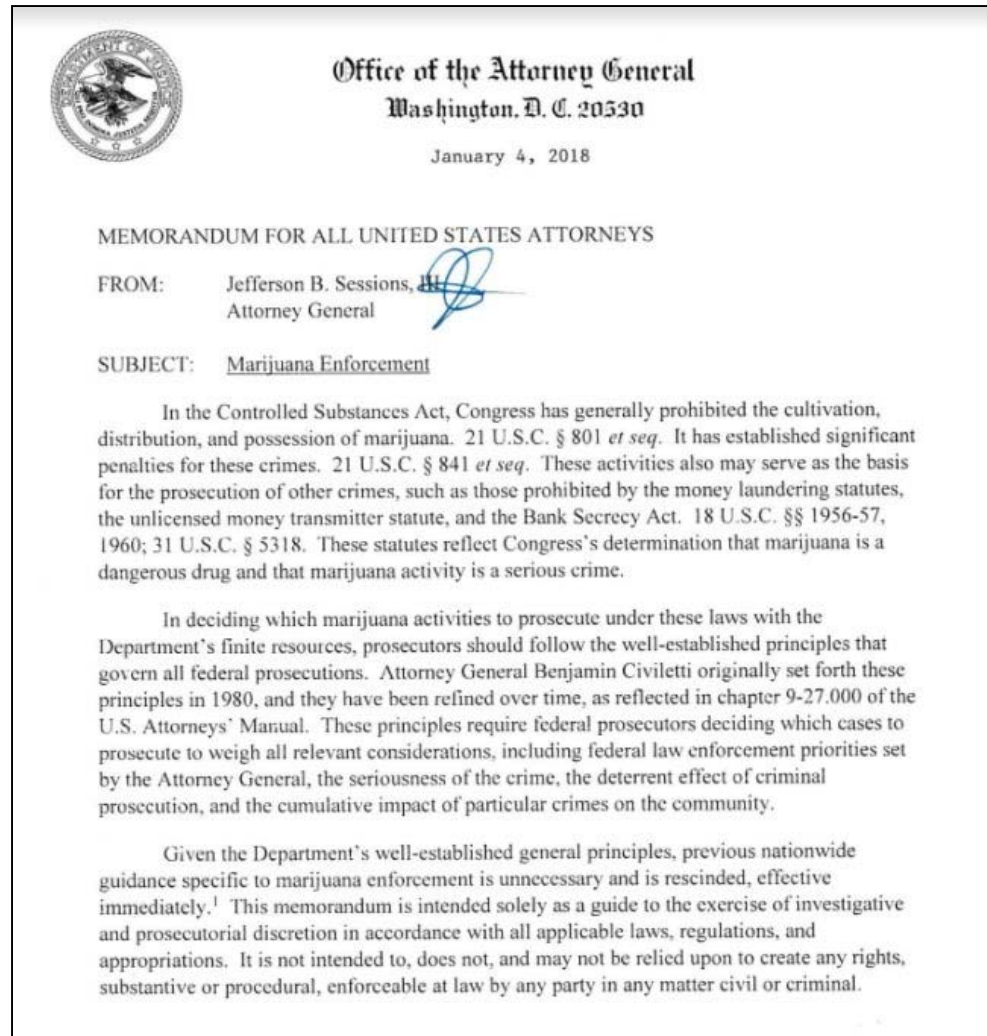 DEPARTMENT OF JUSTICE
QUI PRO DOMINA JUSTITIA SEQUITUR
Office of the Attorney General
Washington, D. C. 20530
January 4, 2018
MEMORANDUM FOR ALL UNITED STATES ATTORNEYS
FROM: Jefferson B. Sessions, III
Attorney General
SUBJECT: Marijuana Enforcement
In the Controlled Substances Act, Congress has generally prohibited the cultivation,
distribution, and possession of marijuana. 21 U.S.C. § 801 et seq. It has established significant
penalties for these crimes. 21 U.S.C. § 841 et seq. These activities also may serve as the basis
for the prosecution of other crimes, such as those prohibited by the money laundering statutes,
the unlicensed money transmitter statute, and the Bank Secrecy Act. 18 U.S.C. §§ 1956-57,
1960; 31 U.S.C. § 5318. These statutes reflect Congress's determination that marijuana is a
dangerous drug and that marijuana activity is a serious crime.
In deciding which marijuana activities to prosecute under these laws with the
Department's finite resources, prosecutors should follow the well-established principles that
govern all federal prosecutions. Attorney General Benjamin Civiletti originally set forth these
principles in 1980, and they have been refined over time, as reflected in chapter 9-27.000 of the
U.S. Attorneys' Manual. These principles require federal prosecutors deciding which cases to
prosecute to weigh all relevant considerations, including federal law enforcement priorities set
by the Attorney General, the seriousness of the crime, the deterrent effect of criminal
prosecution, and the cumulative impact of particular crimes on the community.
Given the Department's well-established general principles, previous nationwide
guidance specific to marijuana enforcement is unnecessary and is rescinded, effective
immediately.¹ This memorandum is intended solely as a guide to the exercise of investigative
and prosecutorial discretion in accordance with all applicable laws, regulations, and
appropriations. It is not intended to, does not, and may not be relied upon to create any rights,
substantive or procedural, enforceable at law by any party in any matter civil or criminal.